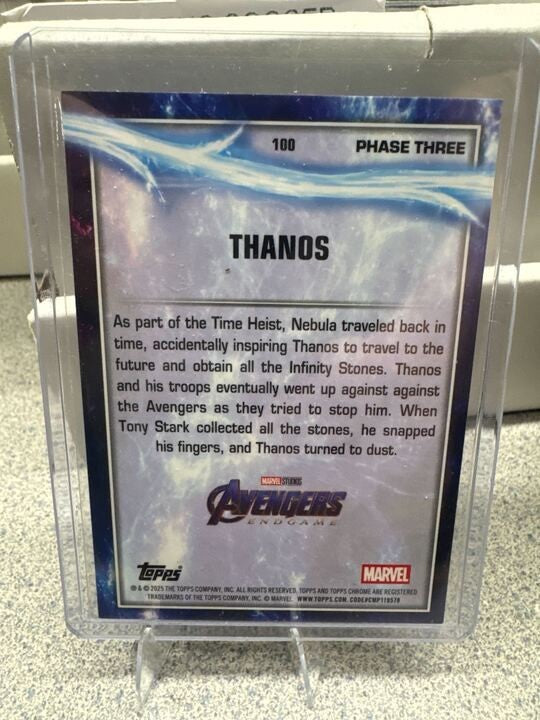 100 PHASE THREE
THANOS
As part of the Time Heist, Nebula traveled back in
time, accidentally inspiring Thanos to travel to the
future and obtain all the Infinity Stones. Thanos
and his troops eventually went up against against
the Avengers as they tried to stop him. When
Tony Stark collected all the stones, he snapped
his fingers, and Thanos turned to dust.
MARVEL STUDIOS
AVENGERS
ENDGAME
topps MARVEL
® & © 2025 THE TOPPS COMPANY, INC. ALL RIGHTS RESERVED. TOPPS AND TOPPS CHROME ARE REGISTERED
TRADEMARKS OF THE TOPPS COMPANY, INC. © MARVEL WWW.TOPPS.COM. CODE#CMP119578